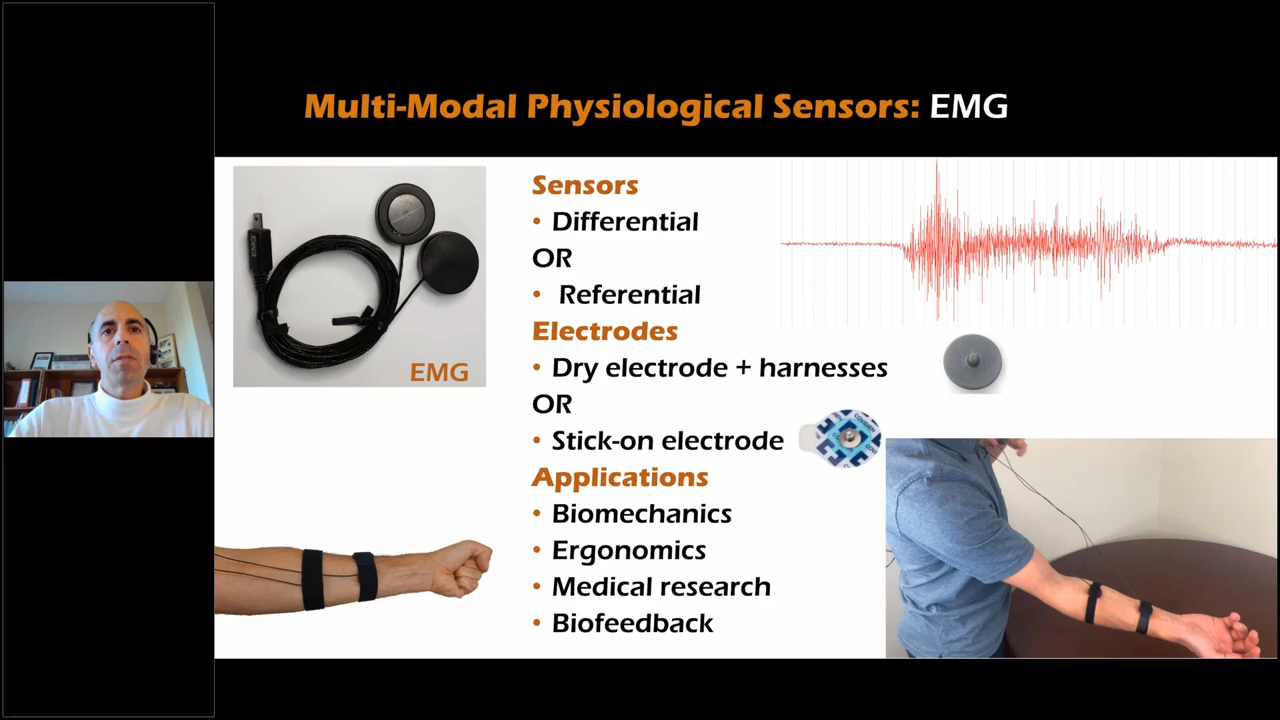 Multi-Modal Physiological Sensors: EMG
EMG
Sensors
• Differential
OR
• Referential
Electrodes
• Dry electrode + harnesses
OR
• Stick-on electrode
Applications
• Biomechanics
• Ergonomics
• Medical research
• Biofeedback